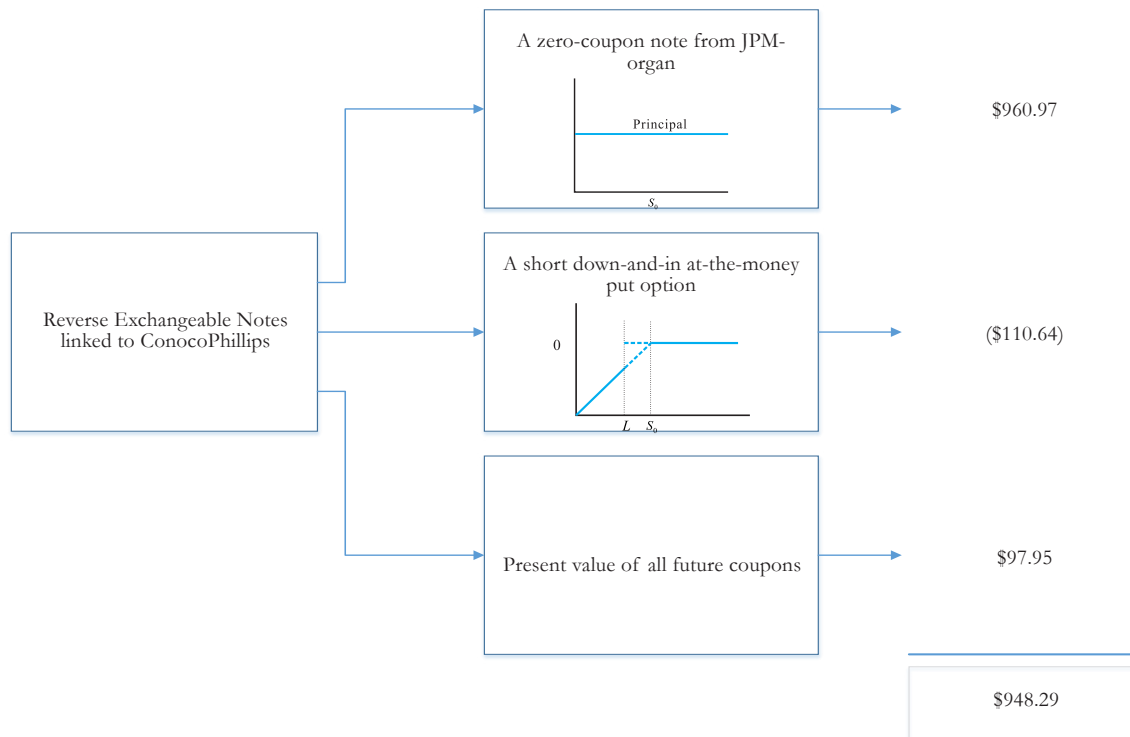 A zero-coupon note from JPM-
organ
Principal
S₀
$960.97
Reverse Exchangeable Notes
linked to ConocoPhillips
A short down-and-in at-the-money
put option
0
L S₀
($110.64)
Present value of all future coupons
$97.95
$948.29